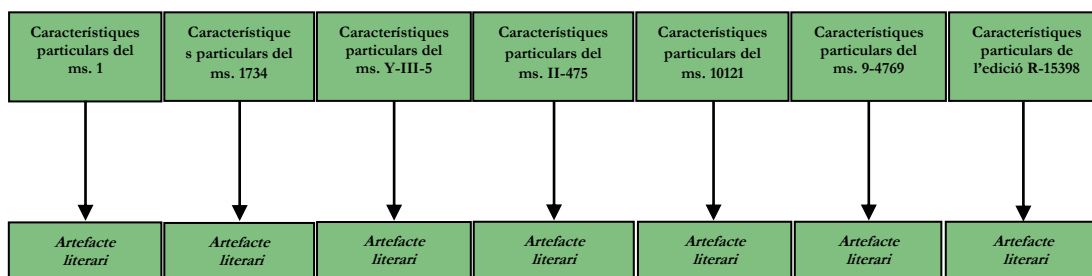 Característiques
particulars del
ms. 1
Característique
s particulars del
ms. 1734
Característiques
particulars del
ms. Y-III-5
Característiques
particulars del
ms. II-475
Característiques
particulars del
ms. 10121
Característiques
particulars del
ms. 9-4769
Característiques
particulars de
l'edició R-15398
Artefacte
literari
Artefacte
literari
Artefacte
literari
Artefacte
literari
Artefacte
literari
Artefacte
literari
Artefacte
literari